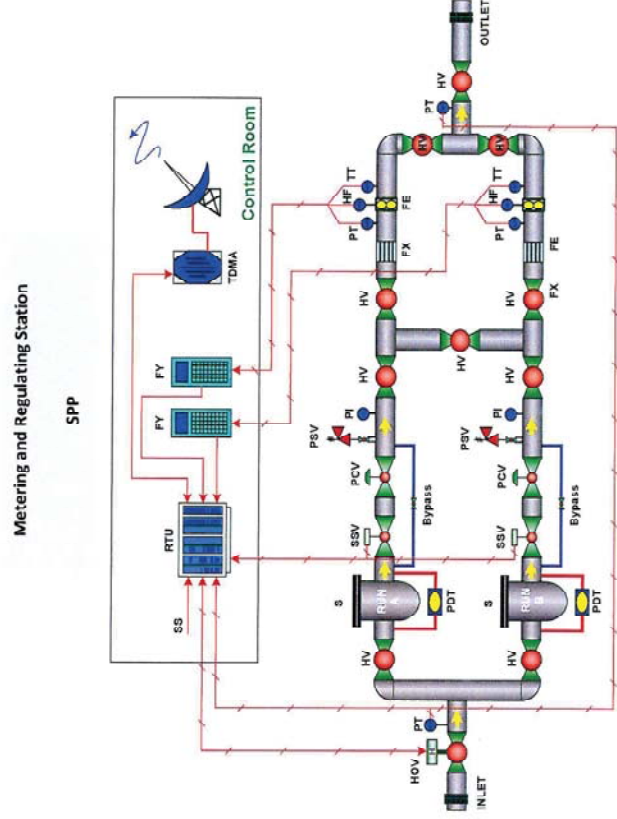 Metering and Regulating Station
SPP
Control Room
TDMA
FY
FY
RTU
SS
HOV
INLET
PT
HV
S
RUN A
PDT
SSV
Bypass
PCV
PSV
PI
HV
HV
HV
FX
PT
HF
TT
FE
HV
HV
S
RUN B
PDT
SSV
Bypass
PCV
PSV
PI
HV
HV
FX
PT
HF
TT
FE
HV
PT
HV
OUTLET